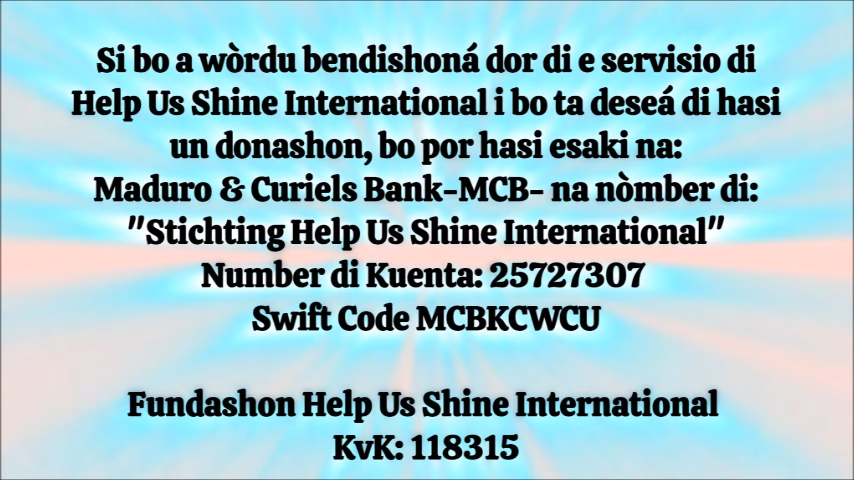 Si bo a wòrdu bendishoná dor di e servisio di
Help Us Shine International i bo ta deseá di hasi
un donashon, bo por hasi esaki na:
Maduro & Curiels Bank-MCB- na nòmber di:
"Stichting Help Us Shine International"
Number di Kuenta: 25727307
Swift Code MCBKCWCU
Fundashon Help Us Shine International
KvK: 118315